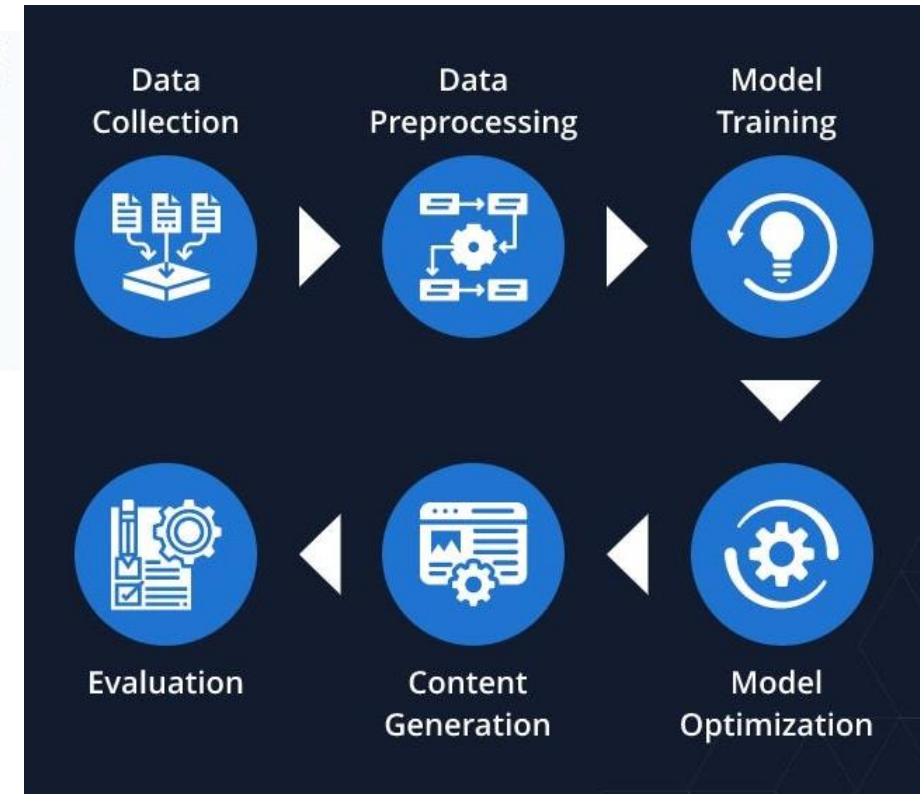 Data
Collection
Data
Preprocessing
Model
Training
Evaluation
Content
Generation
Model
Optimization